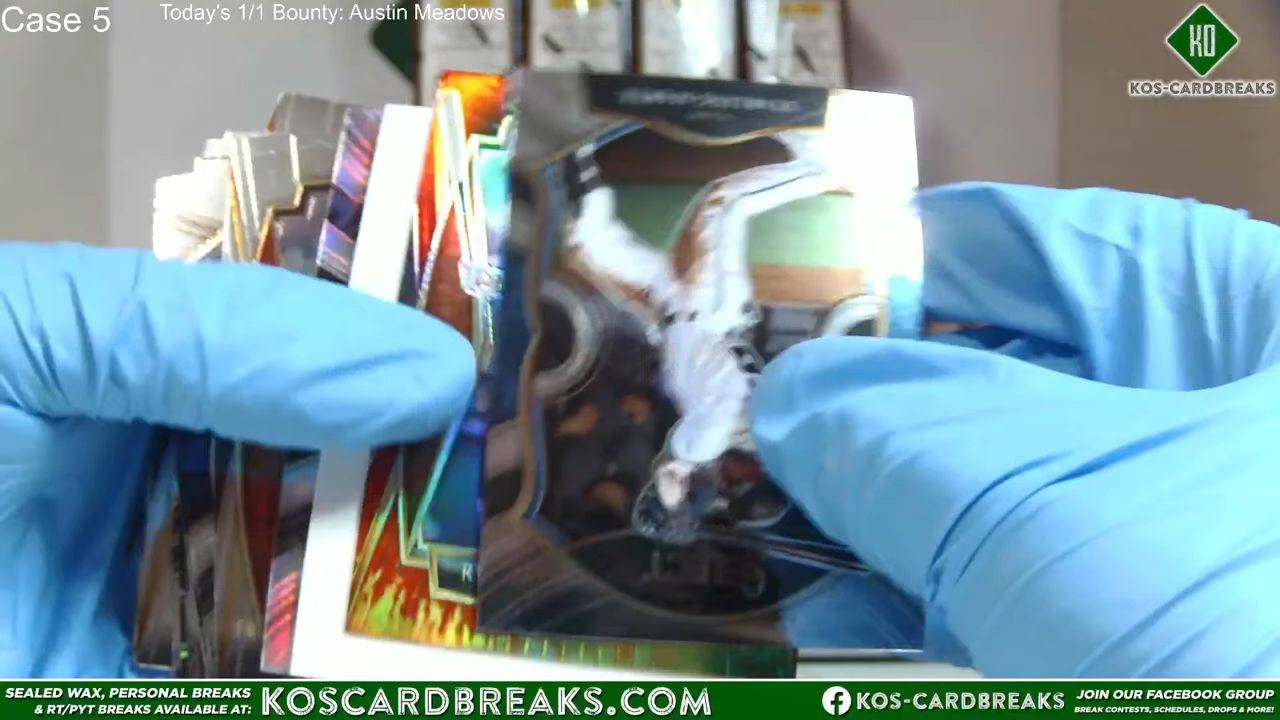 Case 5
Today's 1/1 Bounty: Austin Meadows
KO
KOS-CARDBREAKS
R
SEALED WAX, PERSONAL BREAKS
& RT/PYT BREAKS AVAILABLE AT:
KOSCARDBREAKS.COM
KOS-CARDBREAKS
JOIN OUR FACEBOOK GROUP
BREAK CONTESTS, SCHEDULES, DROPS & MORE!